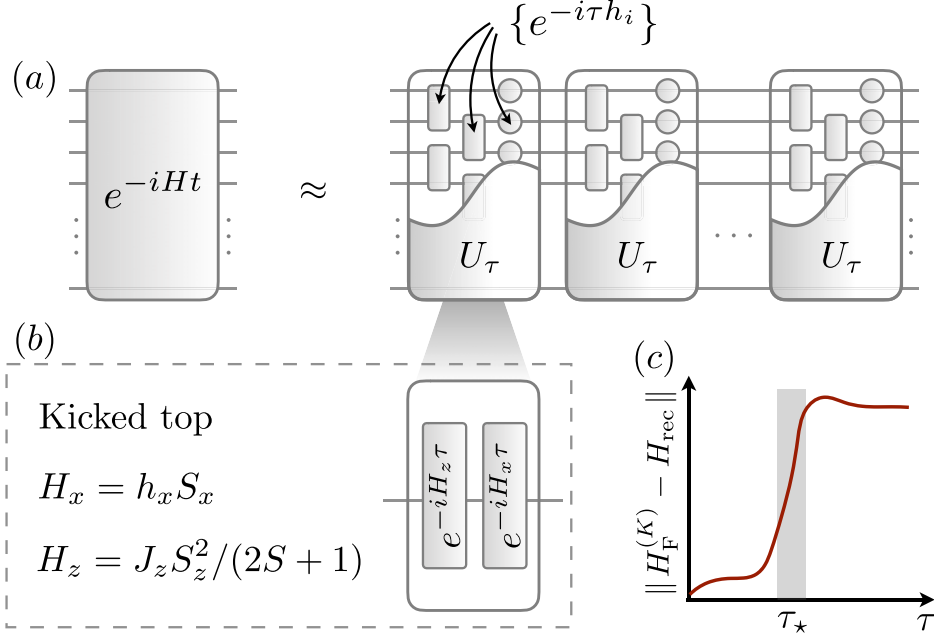 (a)
{e^{-iτh_i}}
e^{-iHt}
≈
U_τ
U_τ
· · ·
U_τ
(b)
Kicked top
H_x = h_x S_x
H_z = J_z S_z^2/(2S + 1)
e^{-iH_zτ}
e^{-iH_xτ}
(c)
||H_F^{(K)} − H_rec||
τ_⋆
τ